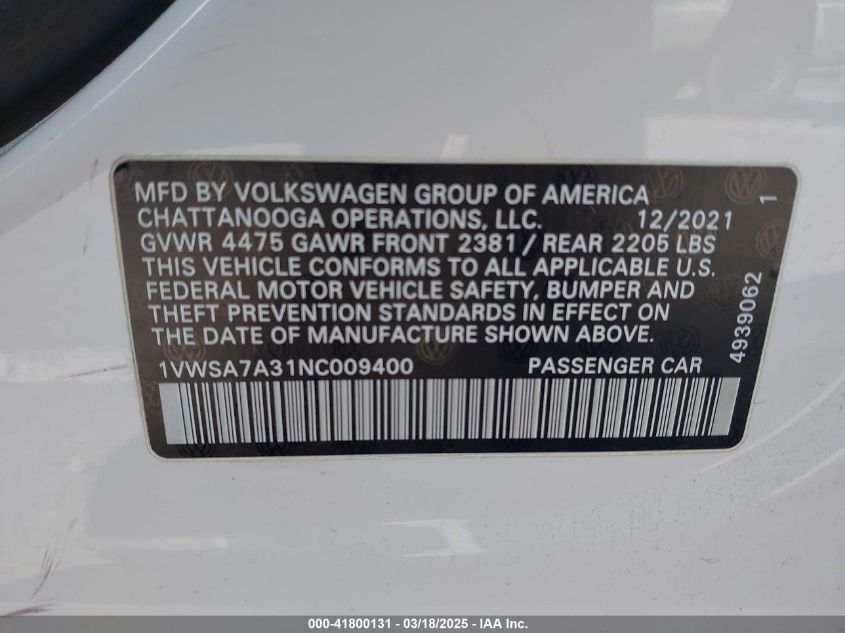 MFD BY VOLKSWAGEN GROUP OF AMERICA
CHATTANOOGA OPERATIONS, LLC. 12/2021
GVWR 4475 GAWR FRONT 2381 / REAR 2205 LBS
THIS VEHICLE CONFORMS TO ALL APPLICABLE U.S.
FEDERAL MOTOR VEHICLE SAFETY, BUMPER AND
THEFT PREVENTION STANDARDS IN EFFECT ON
THE DATE OF MANUFACTURE SHOWN ABOVE.
1VWSA7A31NC009400 PASSENGER CAR
4939062 1
000-41800131 - 03/18/2025 - IAA Inc.